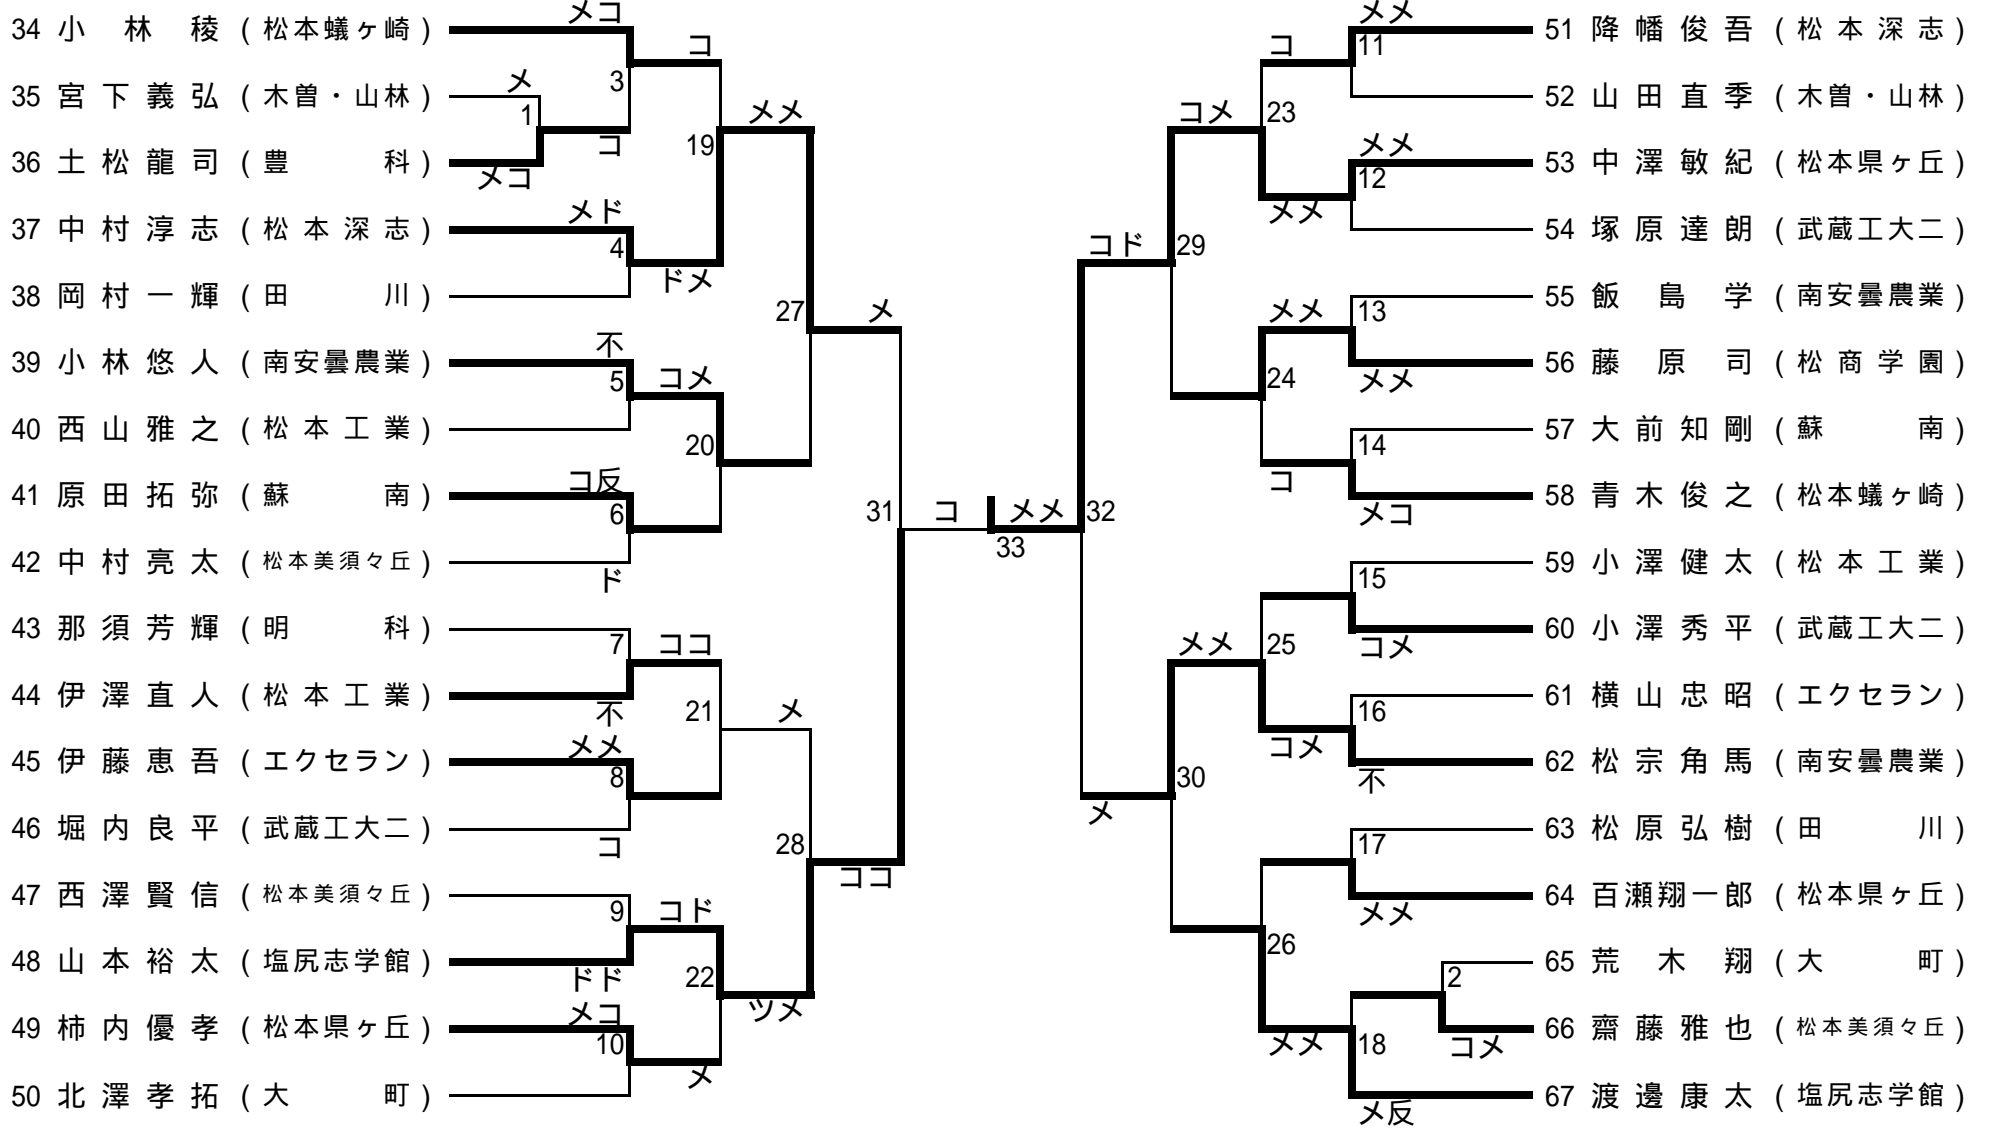 34 小林稜 (松本蟻ヶ崎)
35 宮下義弘 (木曽・山林)
36 土松龍司 (豊科)
37 中村淳志 (松本深志)
38 岡村一輝 (田川)
39 小林悠人 (南安曇農業)
40 西山雅之 (松本工業)
41 原田拓弥 (蘇南)
42 中村亮太 (松本美須々丘)
43 那須芳輝 (明科)
44 伊澤直人 (松本工業)
45 伊藤恵吾 (エクセラン)
46 堀内良平 (武蔵工大二)
47 西澤賢信 (松本美須々丘)
48 山本裕太 (塩尻志学館)
49 柿内優孝 (松本県ヶ丘)
50 北澤孝拓 (大町)
メ
1
メコ
メコ
3
コ
メド
4
不
5
コ反
6
ド
7
不
メメ
8
コ
9
ドド
メコ
10
コ
19
ドメ
コメ
20
ココ
21
コド
22
メ
メメ
27
メ
28
ツメ
メ
31
ココ
コ
メメ
33
コド
32
メ
コメ
29
メメ
30
コ
23
メメ
メメ
24
コ
25
コメ
26
メメ
メメ
11
メメ
12
13
メメ
14
メコ
15
コメ
16
不
17
メメ
2
コメ
18
メ反
51 降幡俊吾 (松本深志)
52 山田直季 (木曽・山林)
53 中澤敏紀 (松本県ヶ丘)
54 塚原達朗 (武蔵工大二)
55 飯島学 (南安曇農業)
56 藤原司 (松商学園)
57 大前知剛 (蘇南)
58 青木俊之 (松本蟻ヶ崎)
59 小澤健太 (松本工業)
60 小澤秀平 (武蔵工大二)
61 横山忠昭 (エクセラン)
62 松宗角馬 (南安曇農業)
63 松原弘樹 (田川)
64 百瀬翔一郎 (松本県ヶ丘)
65 荒木翔 (大町)
66 齋藤雅也 (松本美須々丘)
67 渡邊康太 (塩尻志学館)